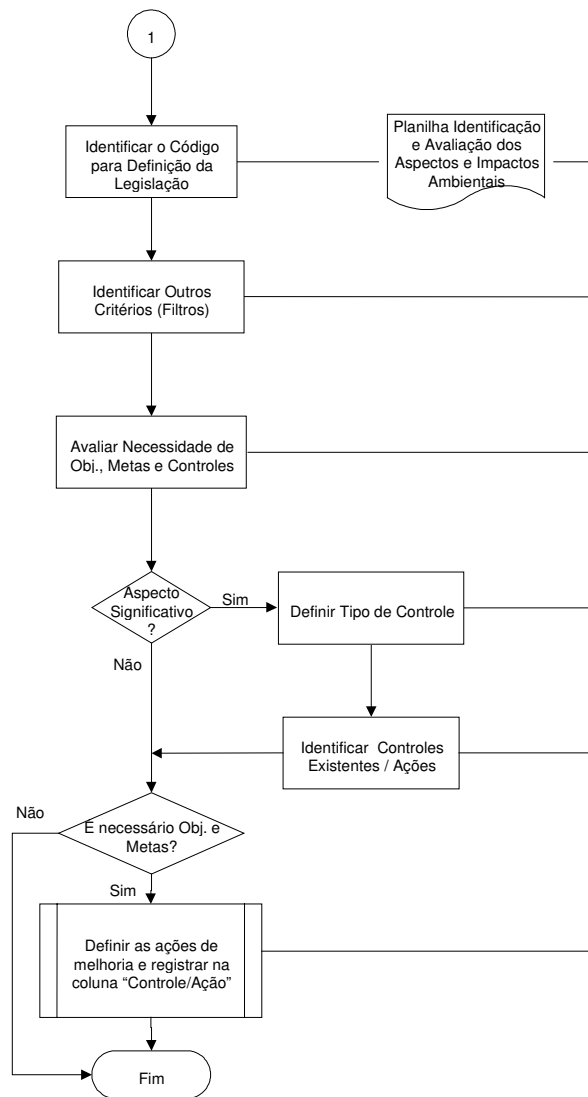 1
Identificar o Código
para Definição da
Legislação
Planilha Identificação
e Avaliação dos
Aspectos e Impactos
Ambientais
Identificar Outros
Critérios (Filtros)
Avaliar Necessidade de
Obj., Metas e Controles
Aspecto
Significativo
?
Sim
Definir Tipo de Controle
Não
Identificar Controles
Existentes / Ações
Não
E necessário Obj. e
Metas?
Sim
Definir as ações de
melhoria e registrar na
coluna “Controle/Ação”
Fim